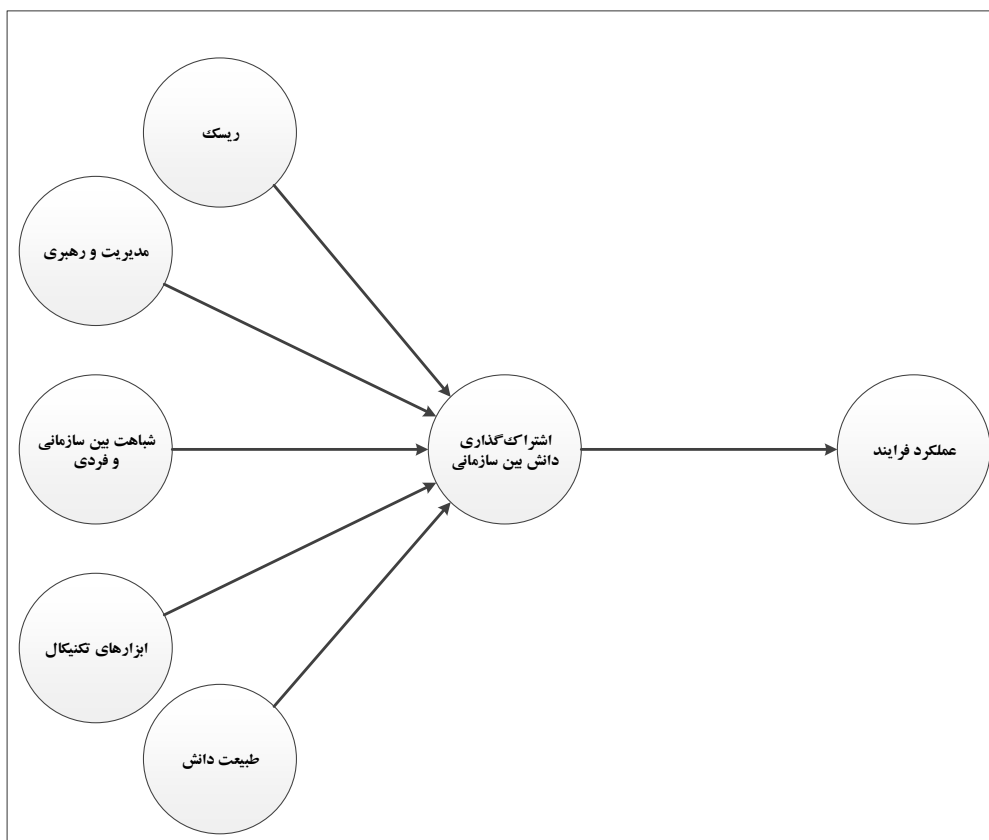 ریسک
مدیریت و رهبری
شباهت بین سازمانی
و فردی
اشتراک‌گذاری
دانش بین سازمانی
عملکرد فرایند
ابزارهای تکنیکال
طبیعت دانش